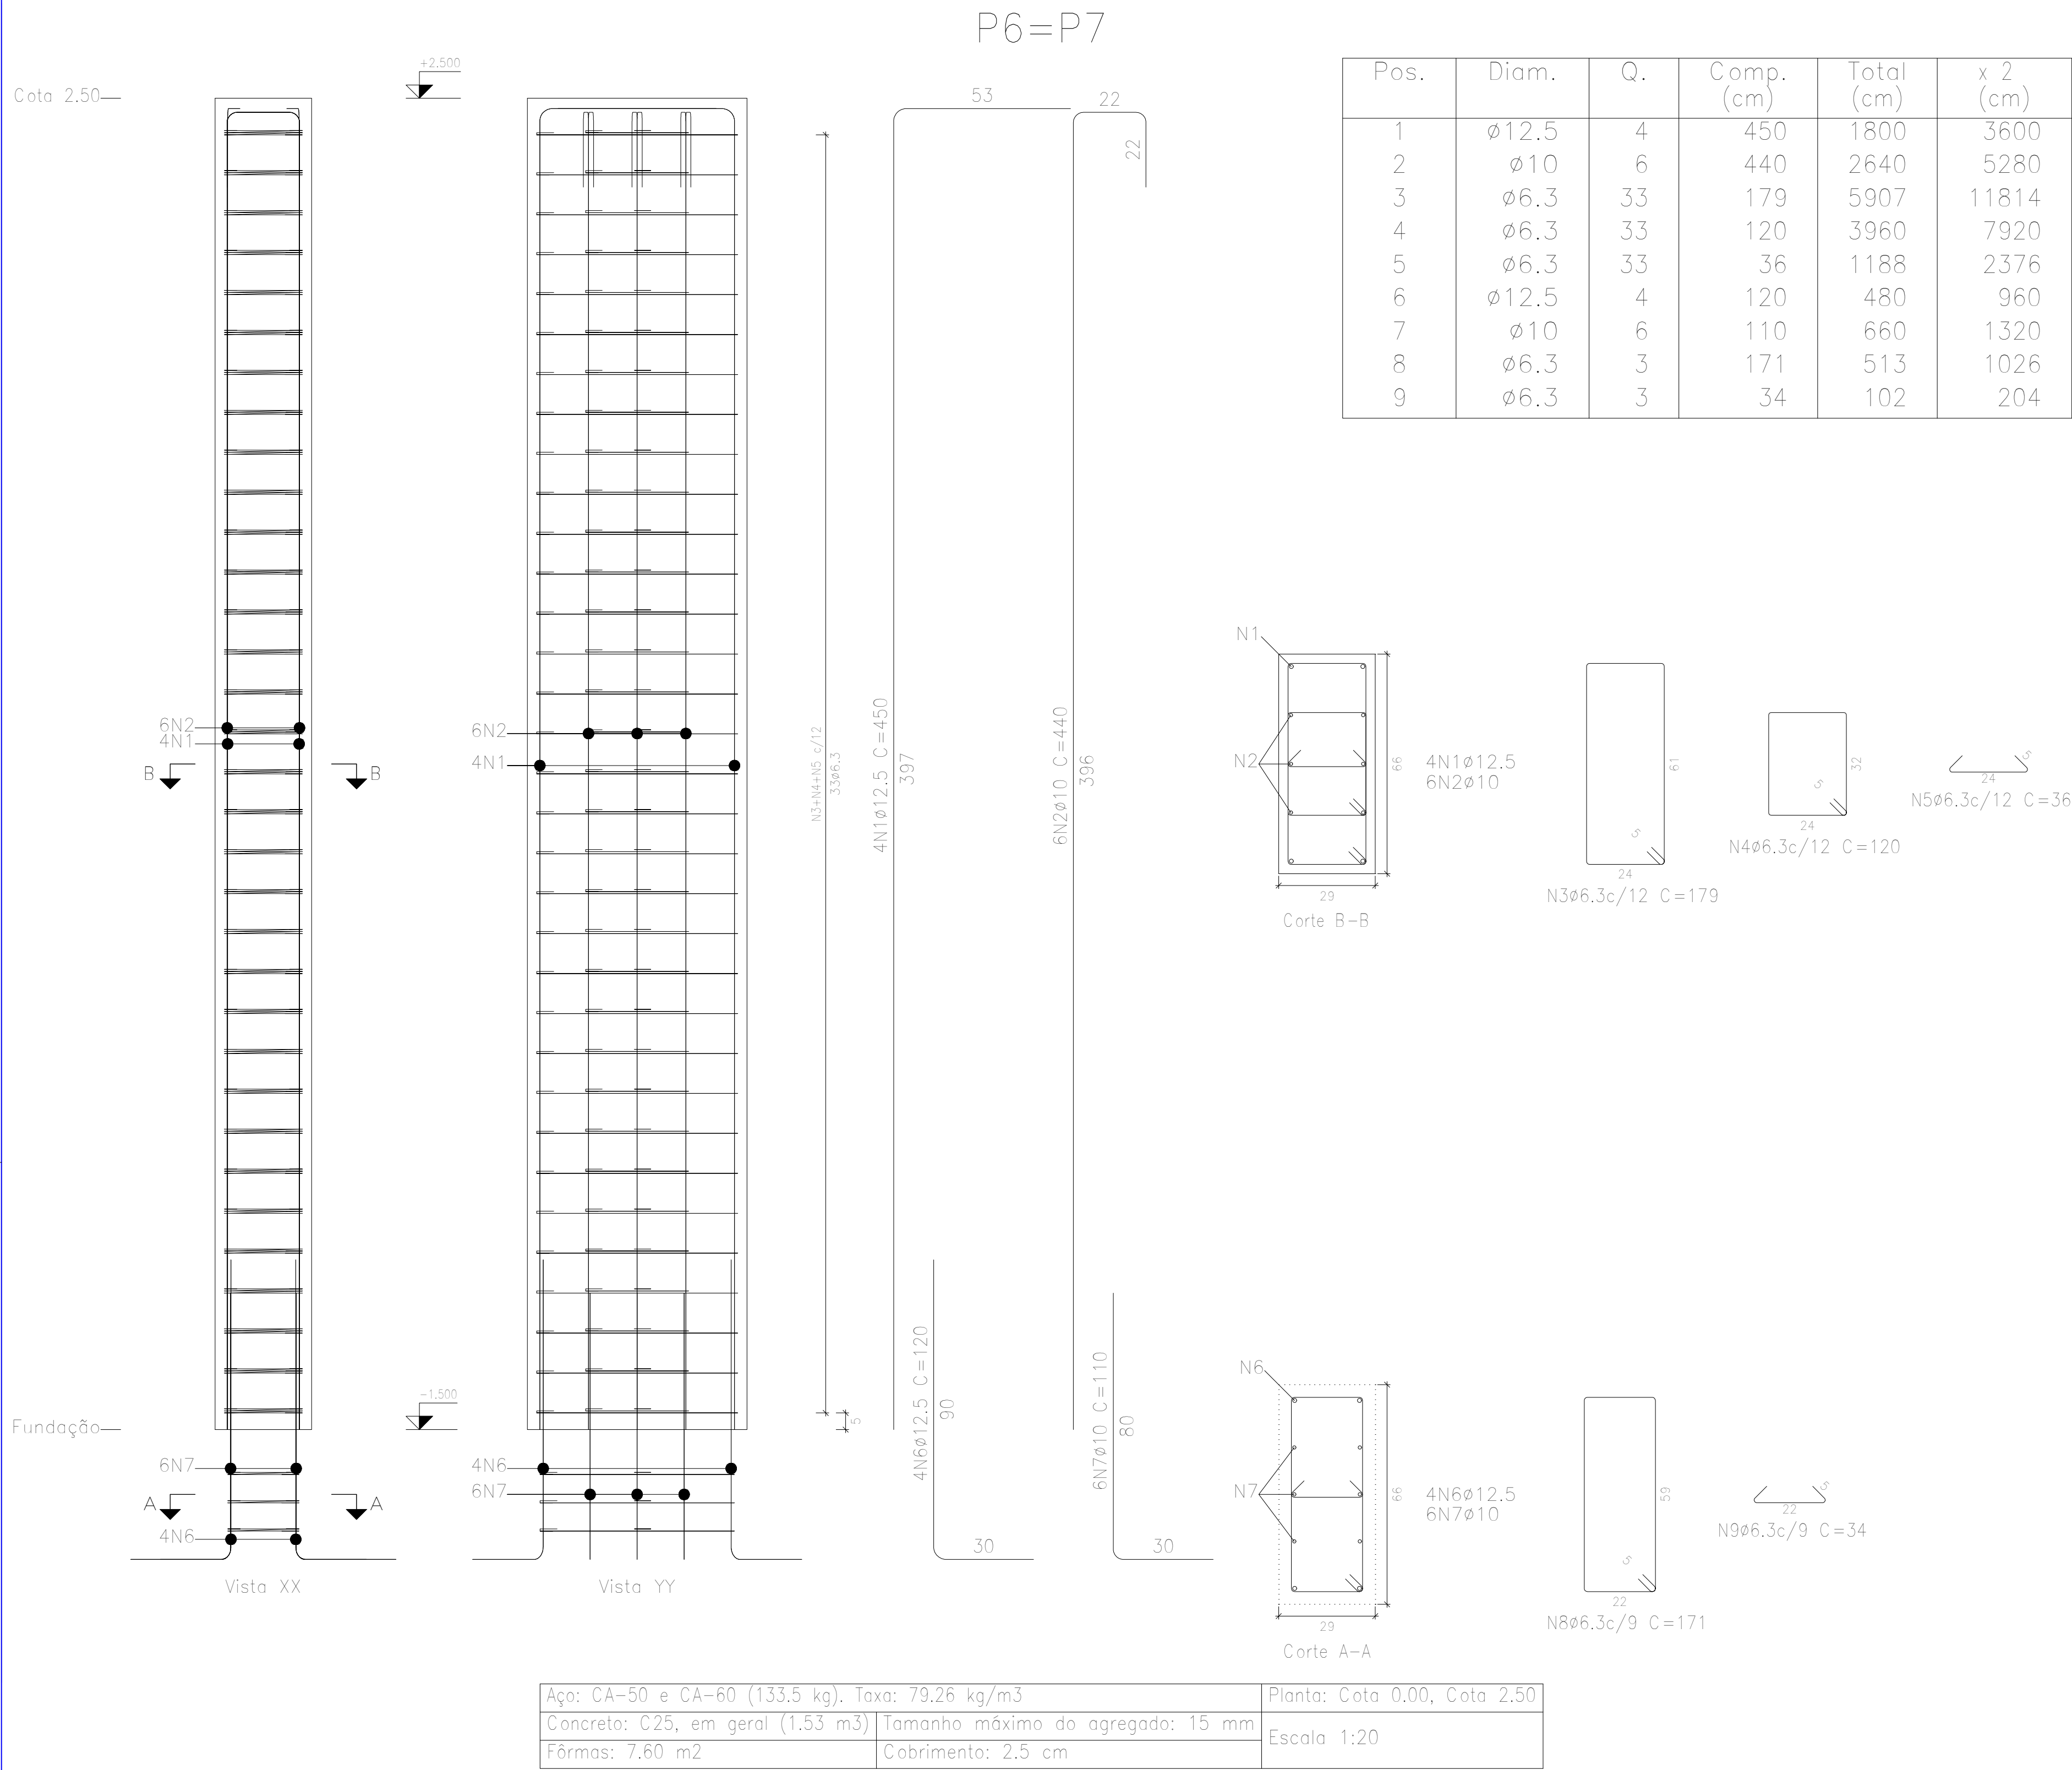 P6=P7
Cota 2.50
+2.500
53
22
22
Pos. Diam. Q. Comp. (cm) Total (cm) x 2 (cm)
1 ø12.5 4 450 1800 3600
2 ø10 6 440 2640 5280
3 ø6.3 33 179 5907 11814
4 ø6.3 33 120 3960 7920
5 ø6.3 33 36 1188 2376
6 ø12.5 4 120 480 960
7 ø10 6 110 660 1320
8 ø6.3 3 171 513 1026
9 ø6.3 3 34 102 204
6N2
4N1
B
B
6N2
4N1
N3+N4+N5 c/12
33ø6.3
4N1ø12.5 C=450
397
6N2ø10 C=440
396
N1
N2
66
29
Corte B-B
4N1ø12.5
6N2ø10
61
5
24
N3ø6.3c/12 C=179
32
5
24
N4ø6.3c/12 C=120
5
24
N5ø6.3c/12 C=36
-1.500
Fundação
5
6N7
A
A
4N6
Vista XX
4N6
6N7
Vista YY
4N6ø12.5 C=120
90
30
6N7ø10 C=110
80
30
N6
N7
66
29
Corte A-A
4N6ø12.5
6N7ø10
59
5
22
N8ø6.3c/9 C=171
5
22
N9ø6.3c/9 C=34
Aço: CA-50 e CA-60 (133.5 kg). Taxa: 79.26 kg/m3
Planta: Cota 0.00, Cota 2.50
Concreto: C25, em geral (1.53 m3)
Tamanho máximo do agregado: 15 mm
Escala 1:20
Fôrmas: 7.60 m2
Cobrimento: 2.5 cm